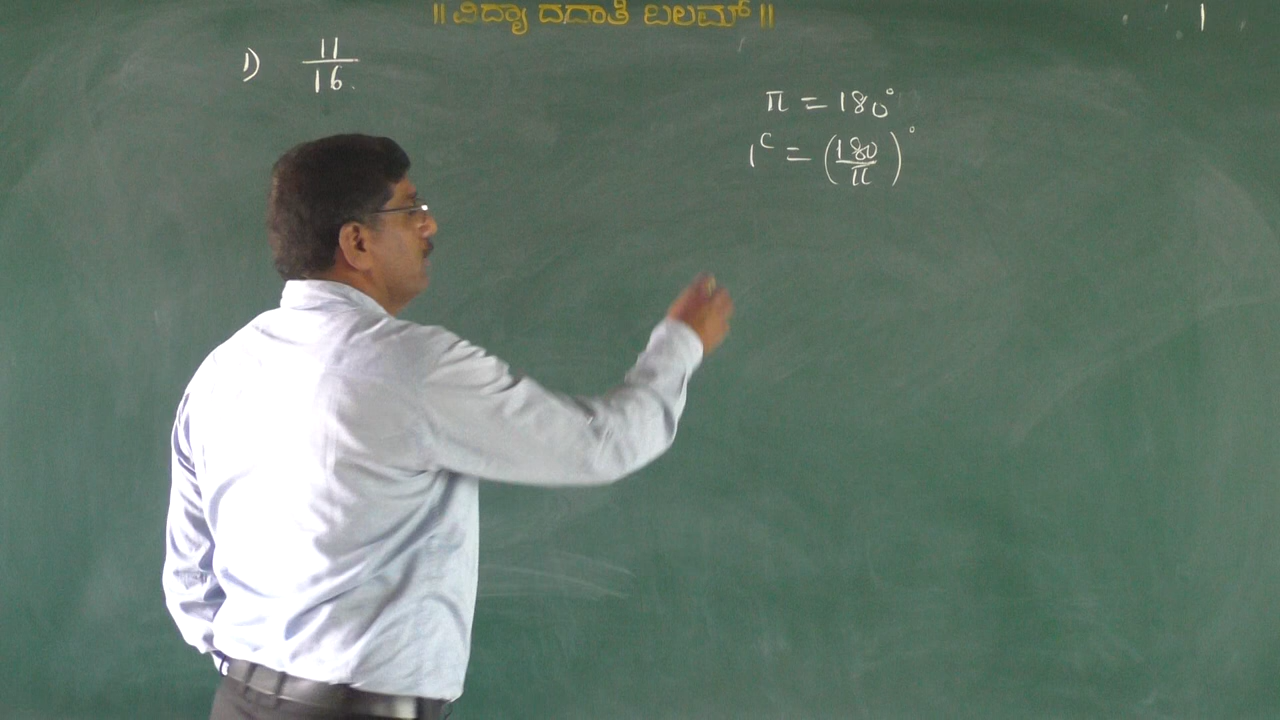 ॥ ವಿದ್ಯಾ ದದಾತಿ ಬಲಮ್ ॥
1) 11/16.
π = 180°
1ᶜ = (180/π)°